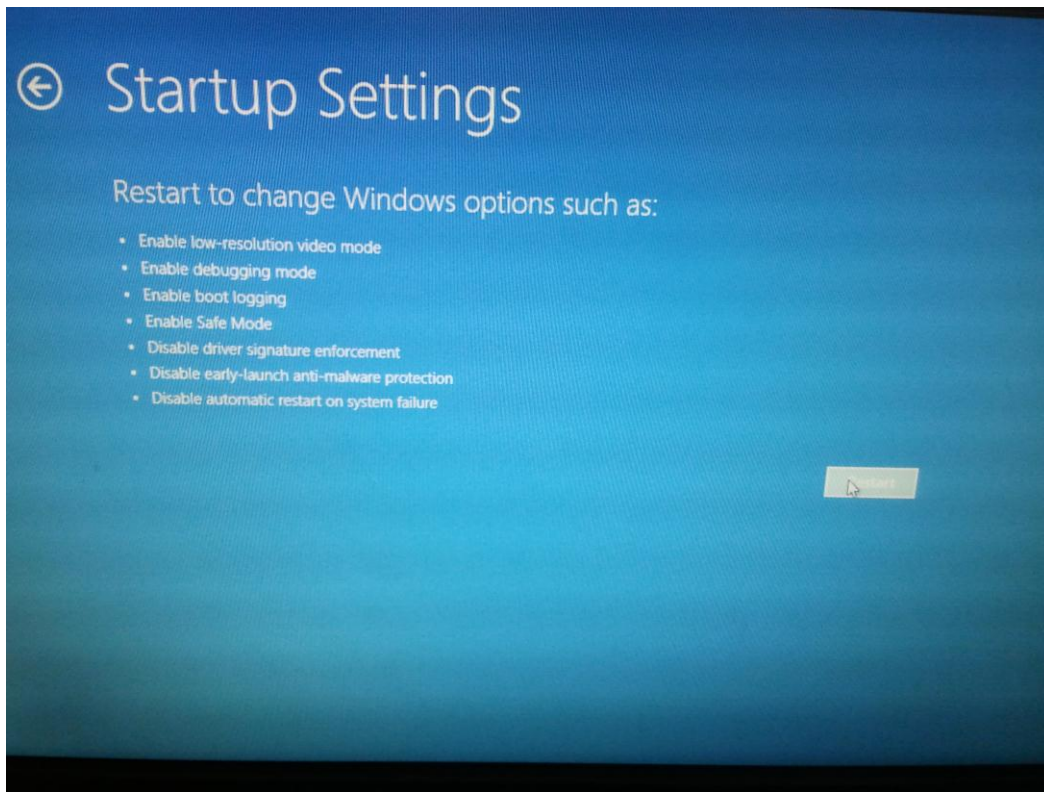 Startup Settings
Restart to change Windows options such as:
• Enable low-resolution video mode
• Enable debugging mode
• Enable boot logging
• Enable Safe Mode
• Disable driver signature enforcement
• Disable early-launch anti-malware protection
• Disable automatic restart on system failure
Restart